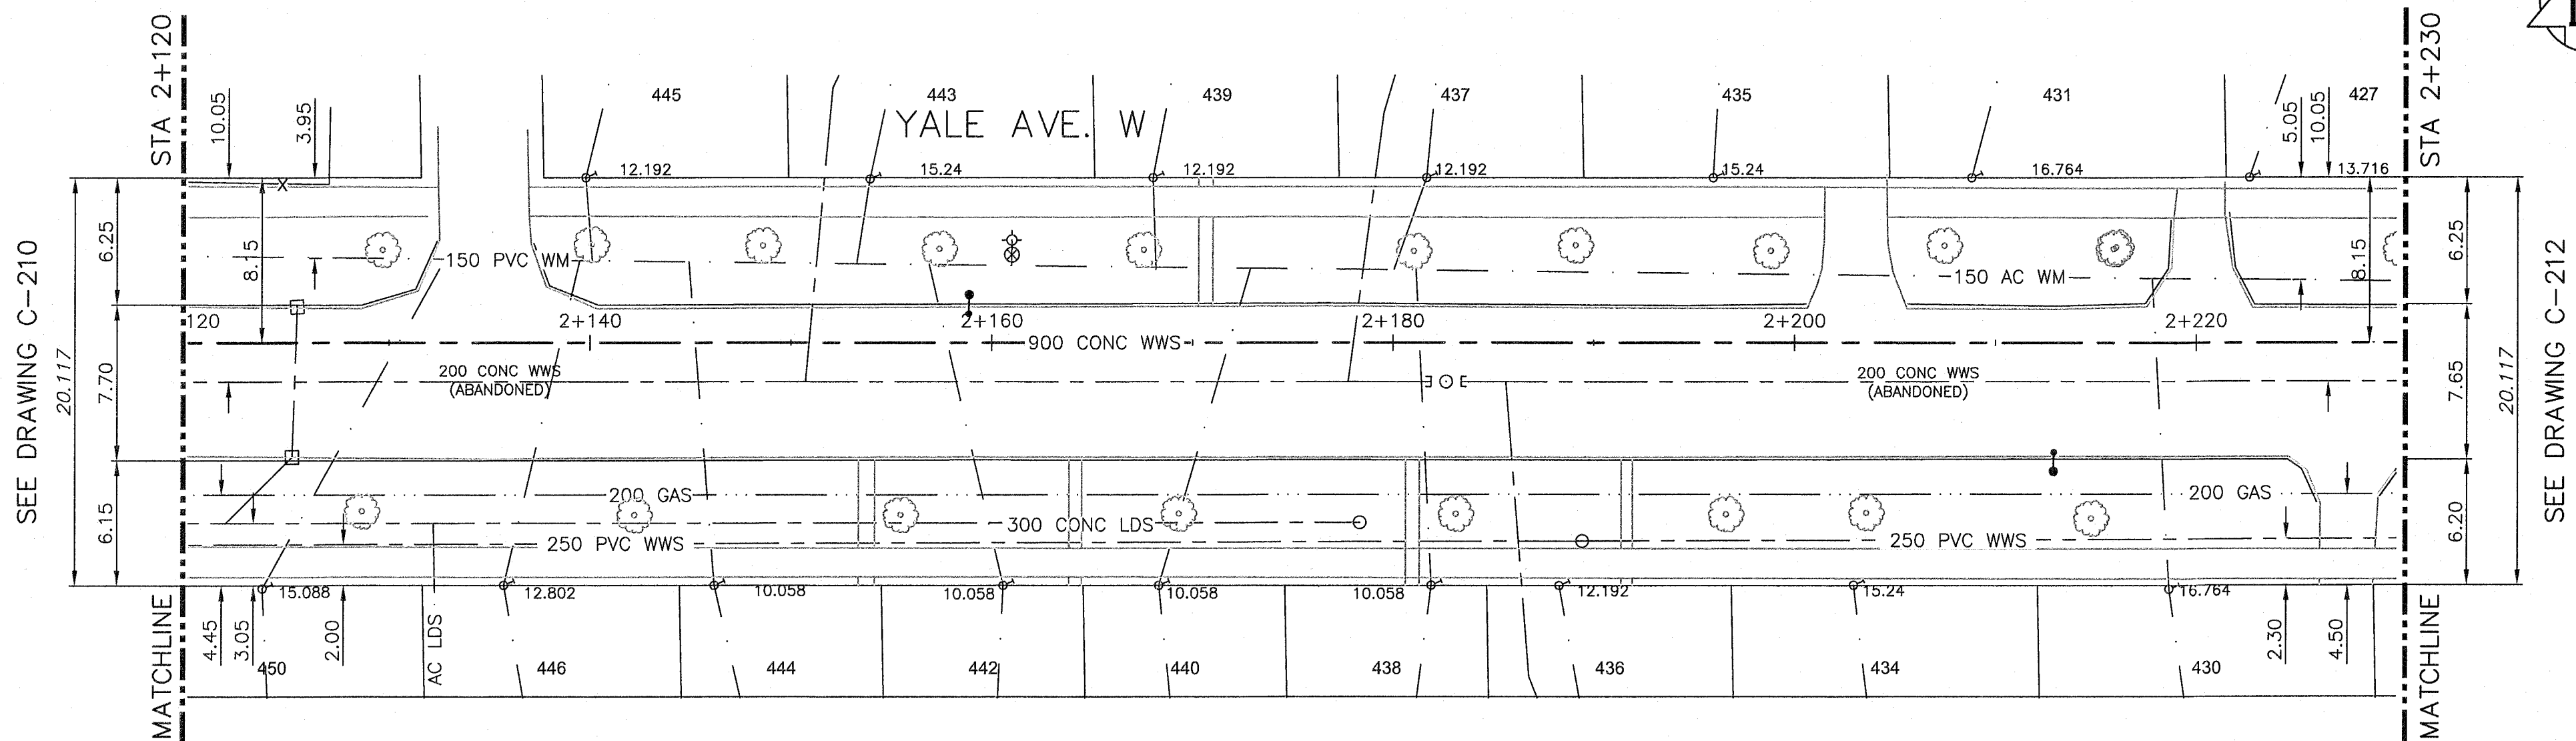 STA 2+120
STA 2+230
10.05
3.95
445
443
439
437
435
431
427
5.05
10.05
YALE AVE. W
12.192
15.24
12.192
12.192
15.24
16.764
13.716
SEE DRAWING C-210
20.117
6.25
8.15
150 PVC WM
150 AC WM
8.15
6.25
20.117
SEE DRAWING C-212
120
2+140
2+160
2+180
2+200
2+220
900 CONC WWS
7.70
200 CONC WWS
(ABANDONED)
E
200 CONC WWS
(ABANDONED)
7.65
6.15
200 GAS
200 GAS
300 CONC LDS
250 PVC WWS
250 PVC WWS
6.20
15.088
12.802
10.058
10.058
10.058
10.058
12.192
15.24
16.764
MATCHLINE
4.45
3.05
2.00
AC LDS
2.30
4.50
MATCHLINE
450
446
444
442
440
438
436
434
430